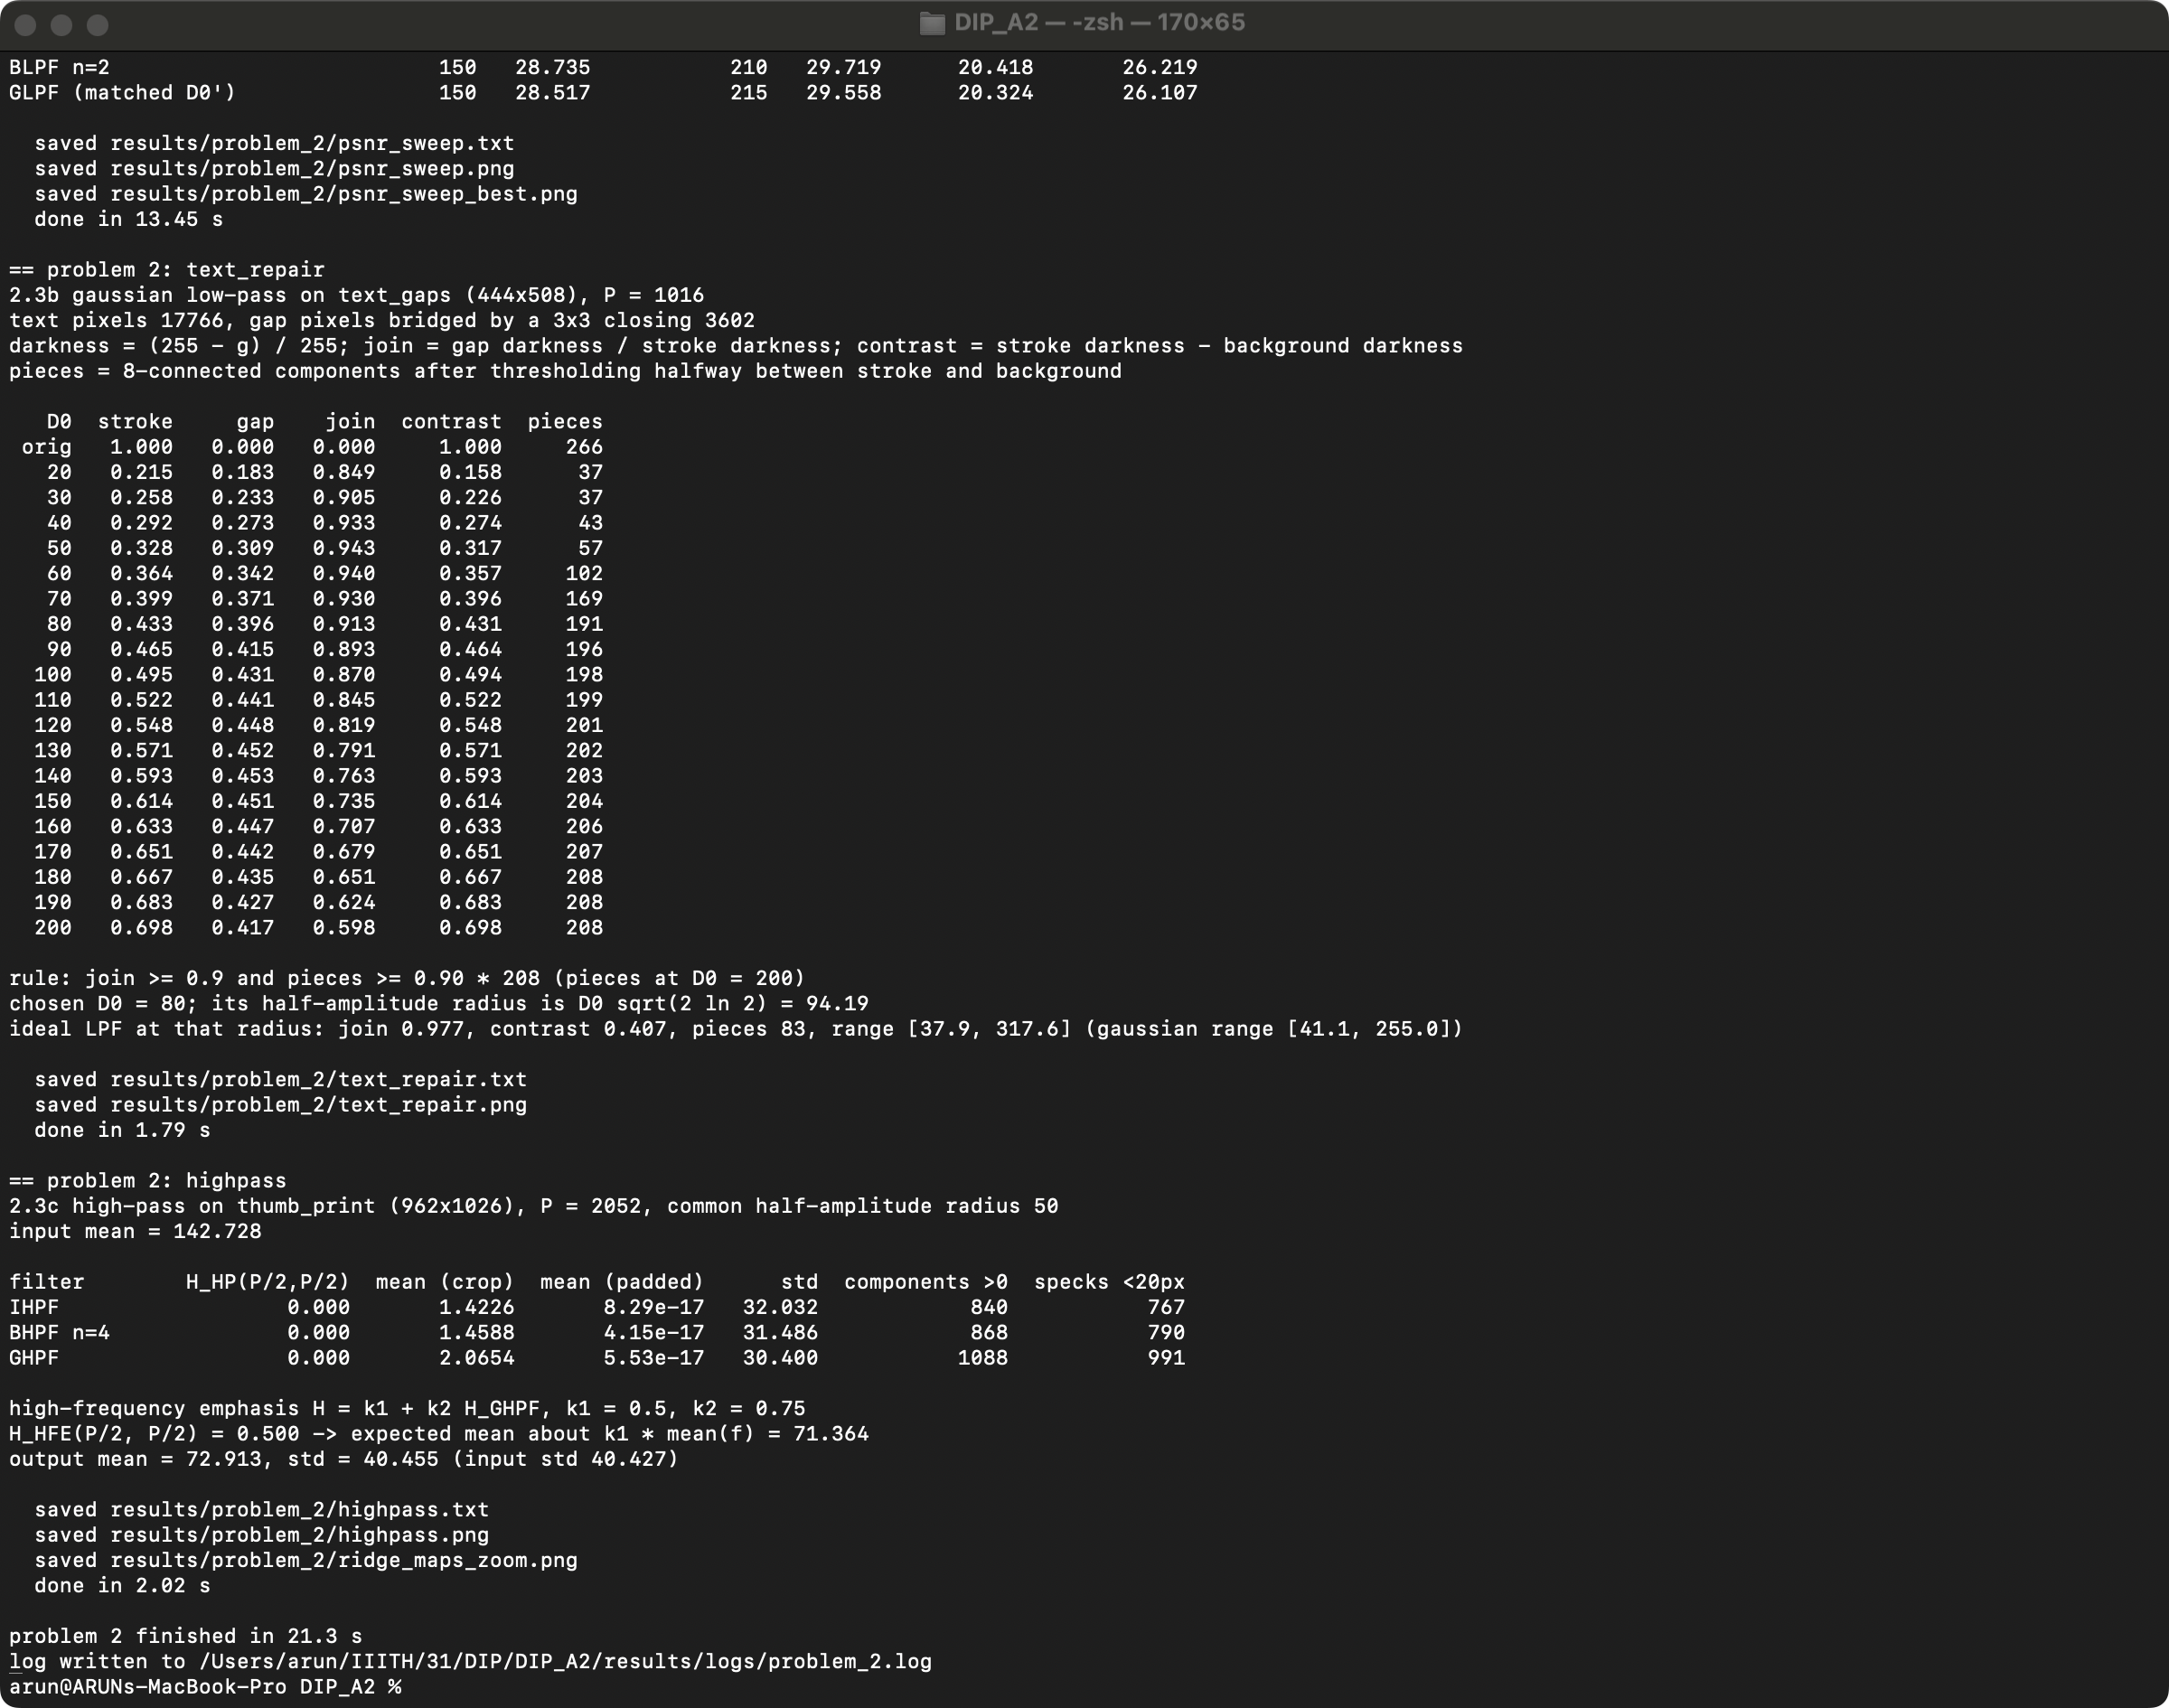 DIP_A2 — -zsh — 170×65
BLPF n=2                          150   28.735           210   29.719      20.418       26.219
GLPF (matched D0')                150   28.517           215   29.558      20.324       26.107
  saved results/problem_2/psnr_sweep.txt
  saved results/problem_2/psnr_sweep.png
  saved results/problem_2/psnr_sweep_best.png
  done in 13.45 s
== problem 2: text_repair
2.3b gaussian low-pass on text_gaps (444x508), P = 1016
text pixels 17766, gap pixels bridged by a 3x3 closing 3602
darkness = (255 - g) / 255; join = gap darkness / stroke darkness; contrast = stroke darkness - background darkness
pieces = 8-connected components after thresholding halfway between stroke and background
   D0  stroke     gap    join  contrast  pieces
 orig   1.000   0.000   0.000     1.000     266
   20   0.215   0.183   0.849     0.158      37
   30   0.258   0.233   0.905     0.226      37
   40   0.292   0.273   0.933     0.274      43
   50   0.328   0.309   0.943     0.317      57
   60   0.364   0.342   0.940     0.357     102
   70   0.399   0.371   0.930     0.396     169
   80   0.433   0.396   0.913     0.431     191
   90   0.465   0.415   0.893     0.464     196
  100   0.495   0.431   0.870     0.494     198
  110   0.522   0.441   0.845     0.522     199
  120   0.548   0.448   0.819     0.548     201
  130   0.571   0.452   0.791     0.571     202
  140   0.593   0.453   0.763     0.593     203
  150   0.614   0.451   0.735     0.614     204
  160   0.633   0.447   0.707     0.633     206
  170   0.651   0.442   0.679     0.651     207
  180   0.667   0.435   0.651     0.667     208
  190   0.683   0.427   0.624     0.683     208
  200   0.698   0.417   0.598     0.698     208
rule: join >= 0.9 and pieces >= 0.90 * 208 (pieces at D0 = 200)
chosen D0 = 80; its half-amplitude radius is D0 sqrt(2 ln 2) = 94.19
ideal LPF at that radius: join 0.977, contrast 0.407, pieces 83, range [37.9, 317.6] (gaussian range [41.1, 255.0])
  saved results/problem_2/text_repair.txt
  saved results/problem_2/text_repair.png
  done in 1.79 s
== problem 2: highpass
2.3c high-pass on thumb_print (962x1026), P = 2052, common half-amplitude radius 50
input mean = 142.728
filter        H_HP(P/2,P/2)  mean (crop)  mean (padded)      std  components >0  specks <20px
IHPF                  0.000       1.4226       8.29e-17   32.032            840           767
BHPF n=4              0.000       1.4588       4.15e-17   31.486            868           790
GHPF                  0.000       2.0654       5.53e-17   30.400           1088           991
high-frequency emphasis H = k1 + k2 H_GHPF, k1 = 0.5, k2 = 0.75
H_HFE(P/2, P/2) = 0.500 -> expected mean about k1 * mean(f) = 71.364
output mean = 72.913, std = 40.455 (input std 40.427)
  saved results/problem_2/highpass.txt
  saved results/problem_2/highpass.png
  saved results/problem_2/ridge_maps_zoom.png
  done in 2.02 s
problem 2 finished in 21.3 s
log written to /Users/arun/IIITH/31/DIP/DIP_A2/results/logs/problem_2.log
arun@ARUNs-MacBook-Pro DIP_A2 %